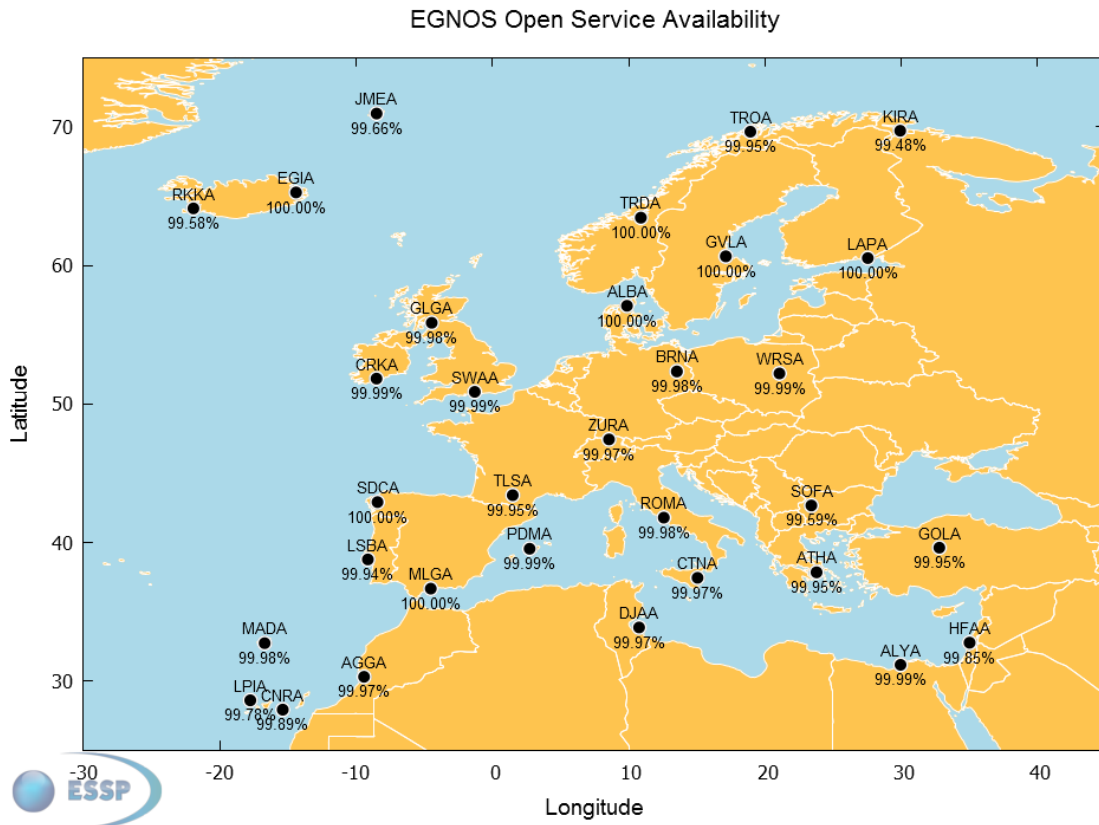 EGNOS Open Service Availability
JMEA
99.66%
TROA
99.95%
KIRA
99.48%
70
EGIA
100.00%
RKKA
99.58%
TRDA
100.00%
GVLA
100.00%
LAPA
100.00%
60
ALBA
100.00%
GLGA
99.98%
CRKA
99.99%
SWAA
99.99%
BRNA
99.98%
WRSA
99.99%
50
Latitude
ZURA
99.97%
TLSA
99.95%
SDCA
100.00%
ROMA
99.98%
SOFA
99.59%
PDMA
99.99%
GOLA
99.95%
40
LSBA
99.94%
CTNA
99.97%
ATHA
99.95%
MLGA
100.00%
DJAA
99.97%
MADA
99.98%
HFAA
99.85%
ALYA
99.99%
AGGA
99.97%
30
LPIA
99.78%
CNRA
99.89%
-30 -20 -10 0 10 20 30 40
ESSP
Longitude